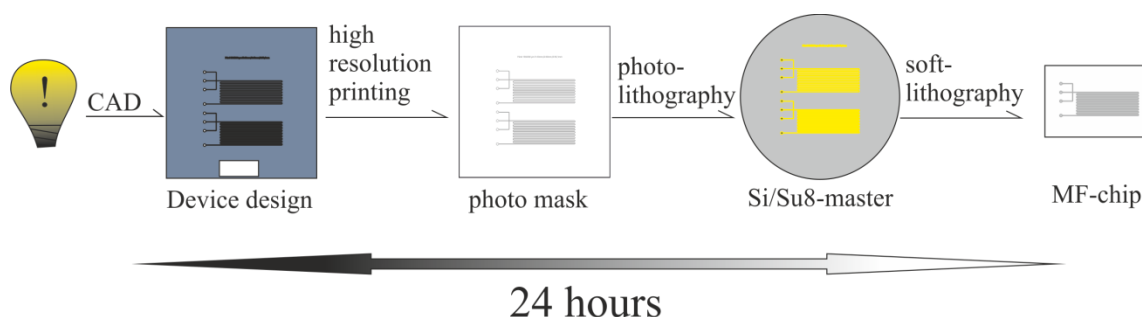 !
CAD
Device design
high
resolution
printing
photo mask
photo-
lithography
Si/Su8-master
soft-
lithography
MF-chip
24 hours